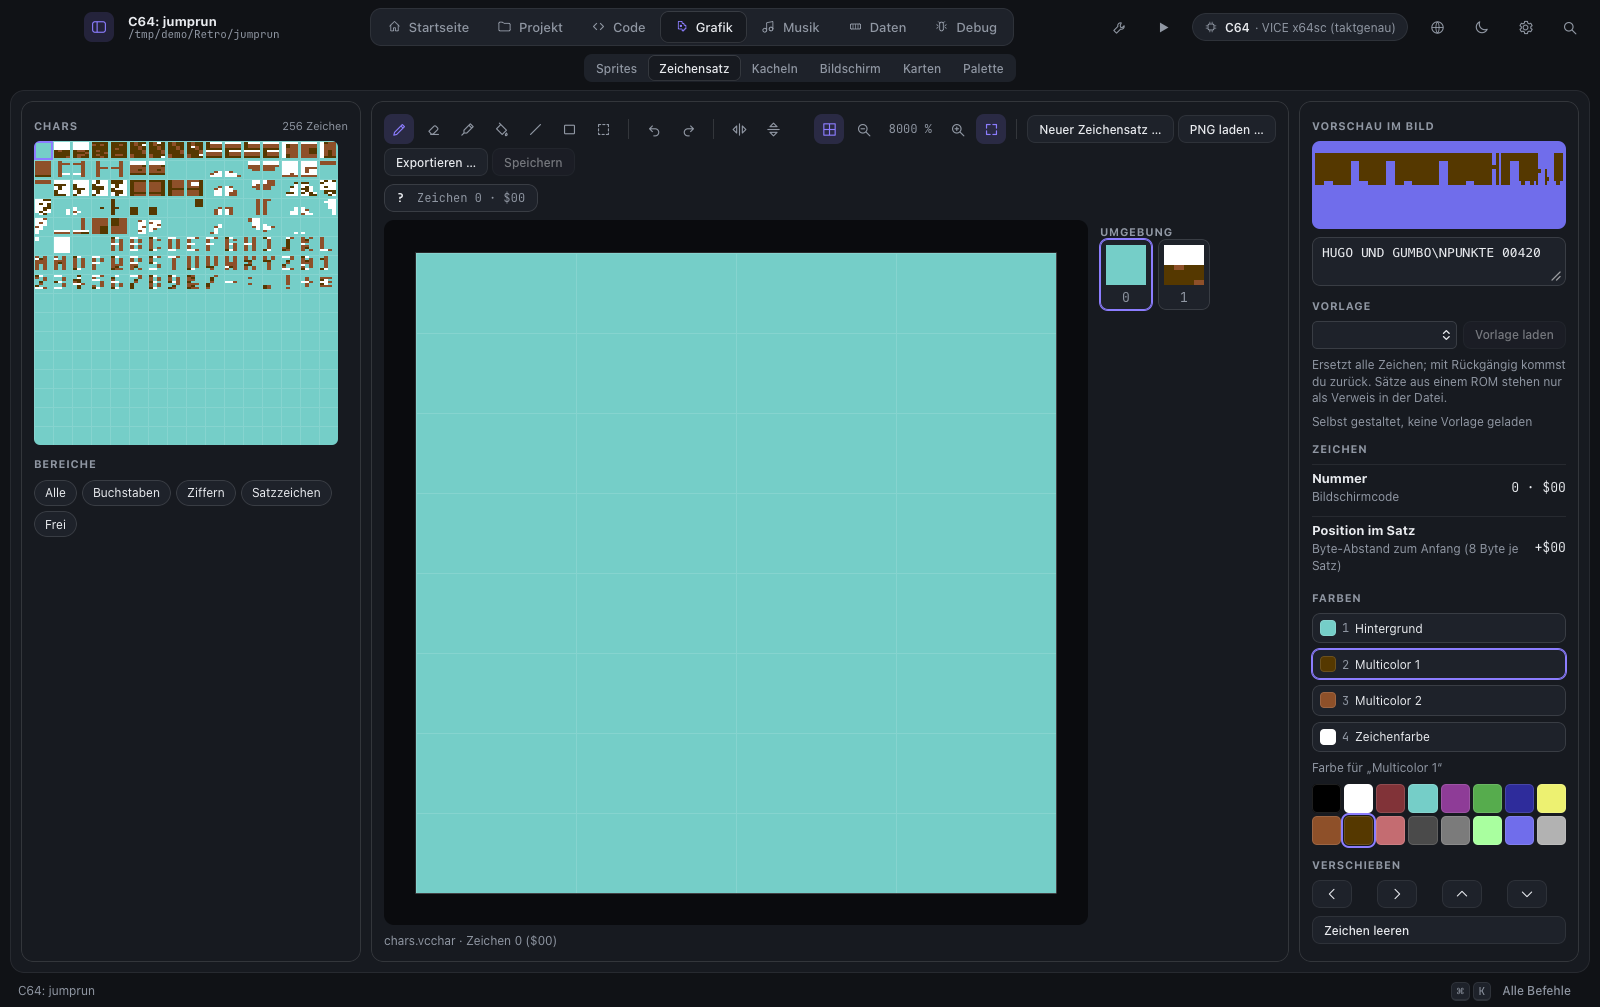 C64: jumprun
/tmp/demo/Retro/jumprun
Startseite
Projekt
Code
Grafik
Musik
Daten
Debug
C64 · VICE x64sc (taktgenau)
Sprites
Zeichensatz
Kacheln
Bildschirm
Karten
Palette
CHARS
256 Zeichen
BEREICHE
Alle
Buchstaben
Ziffern
Satzzeichen
Frei
8000 %
Neuer Zeichensatz ...
PNG laden ...
Exportieren ...
Speichern
? Zeichen 0 · $00
UMGEBUNG
0
1
chars.vcchar · Zeichen 0 ($00)
VORSCHAU IM BILD
HUGO UND GUMBO\NPUNKTE 00420
VORLAGE
Vorlage laden
Ersetzt alle Zeichen; mit Rückgängig kommst
du zurück. Sätze aus einem ROM stehen nur
als Verweis in der Datei.
Selbst gestaltet, keine Vorlage geladen
ZEICHEN
Nummer
Bildschirmcode
0 · $00
Position im Satz
Byte-Abstand zum Anfang (8 Byte je
Satz)
+$00
FARBEN
1 Hintergrund
2 Multicolor 1
3 Multicolor 2
4 Zeichenfarbe
Farbe für „Multicolor 1“
VERSCHIEBEN
Zeichen leeren
C64: jumprun
⌘ K Alle Befehle